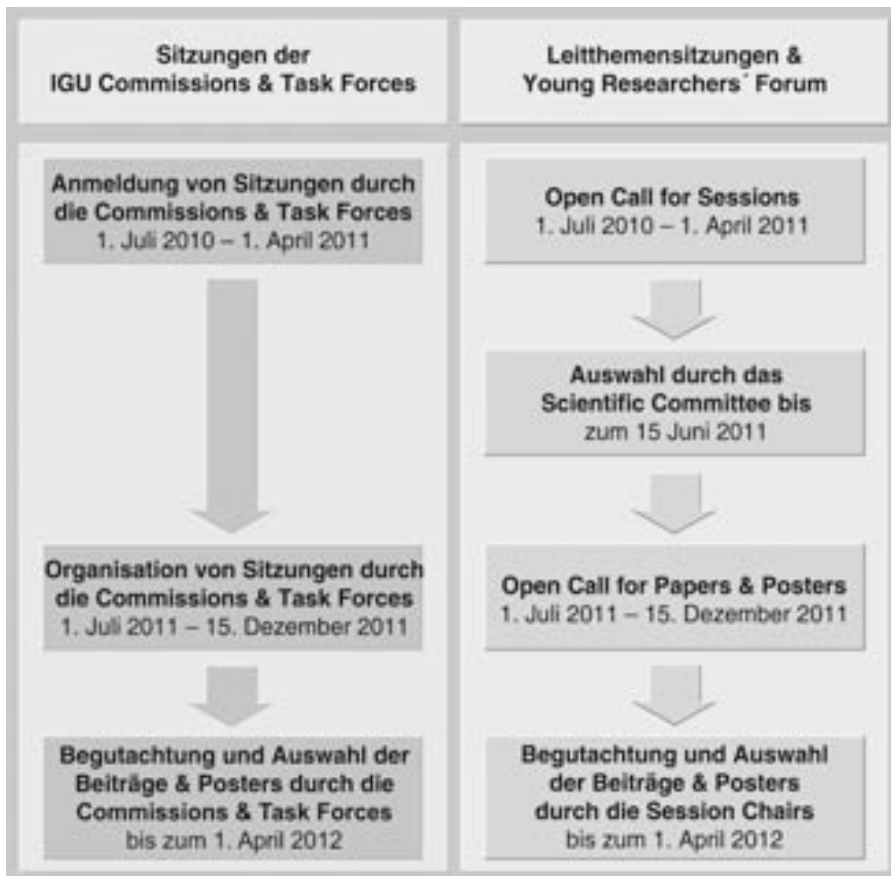 Sitzungen der
IGU Commissions & Task Forces
Anmeldung von Sitzungen durch
die Commissions & Task Forces
1. Juli 2010 – 1. April 2011
Organisation von Sitzungen durch
die Commissions & Task Forces
1. Juli 2011 – 15. Dezember 2011
Begutachtung und Auswahl der
Beiträge & Posters durch die
Commissions & Task Forces
bis zum 1. April 2012
Leitthemensitzungen &
Young Researchers´ Forum
Open Call for Sessions
1. Juli 2010 – 1. April 2011
Auswahl durch das
Scientific Committee bis
zum 15 Juni 2011
Open Call for Papers & Posters
1. Juli 2011 – 15. Dezember 2011
Begutachtung und Auswahl
der Beiträge & Posters
durch die Session Chairs
bis zum 1. April 2012